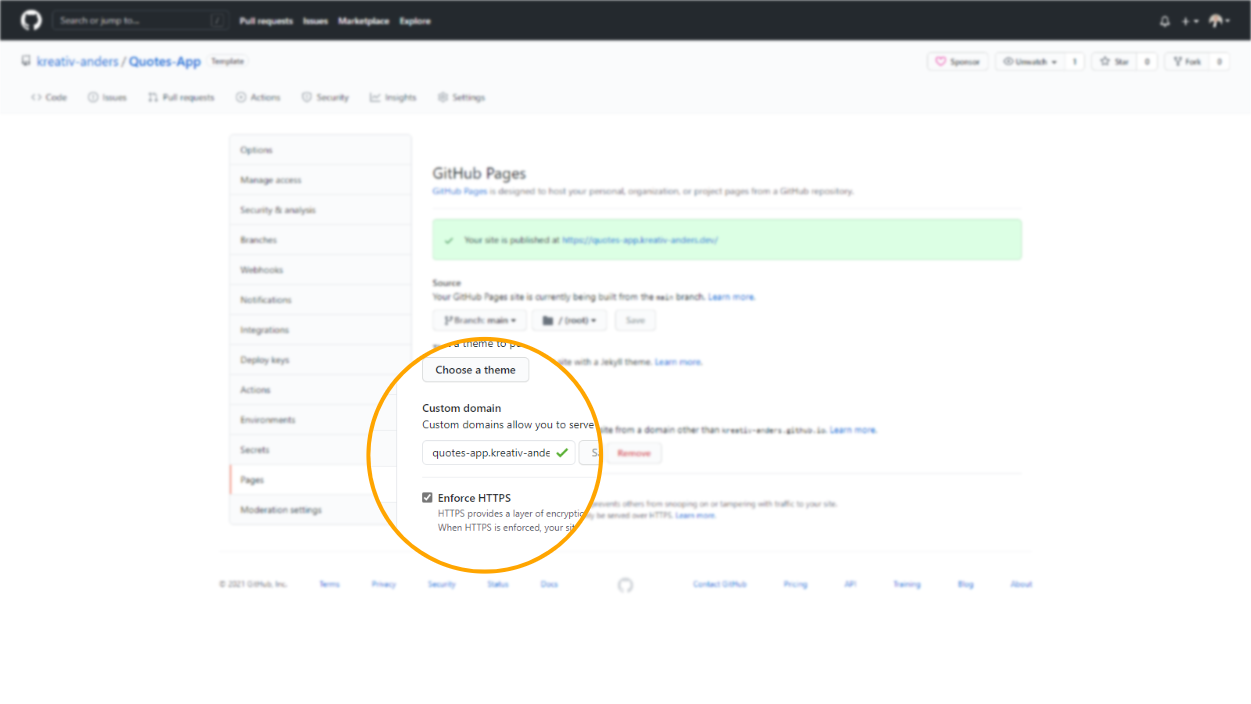 Search or jump to... /
Pull requests Issues Marketplace Explore
kreativ-anders / Quotes-App Template
Sponsor Unwatch 1 Star 0 Fork 0
Code Issues Pull requests Actions Security Insights Settings
Options
Manage access
Security & analysis
Branches
Webhooks
Notifications
Integrations
Deploy keys
Actions
Environments
Secrets
Pages
Moderation settings
GitHub Pages
GitHub Pages is designed to host your personal, organization, or project pages from a GitHub repository.
Your site is published at https://quotes-app.kreativ-anders.dev/
Source
Your GitHub Pages site is currently being built from the main branch. Learn more.
Branch: main / (root) Save
a theme to
site with a Jekyll theme. Learn more.
Choose a theme
Custom domain
Custom domains allow you to serve site from a domain other than kreativ-anders.github.io. Learn more.
quotes-app.kreativ-ande Remove
Enforce HTTPS
HTTPS provides a layer of encryptio prevents others from snooping on or tampering with traffic to your site.
When HTTPS is enforced, your sit be served over HTTPS. Learn more.
© 2021 GitHub, Inc. Terms Privacy Security Status Docs Contact GitHub Pricing API Training Blog About